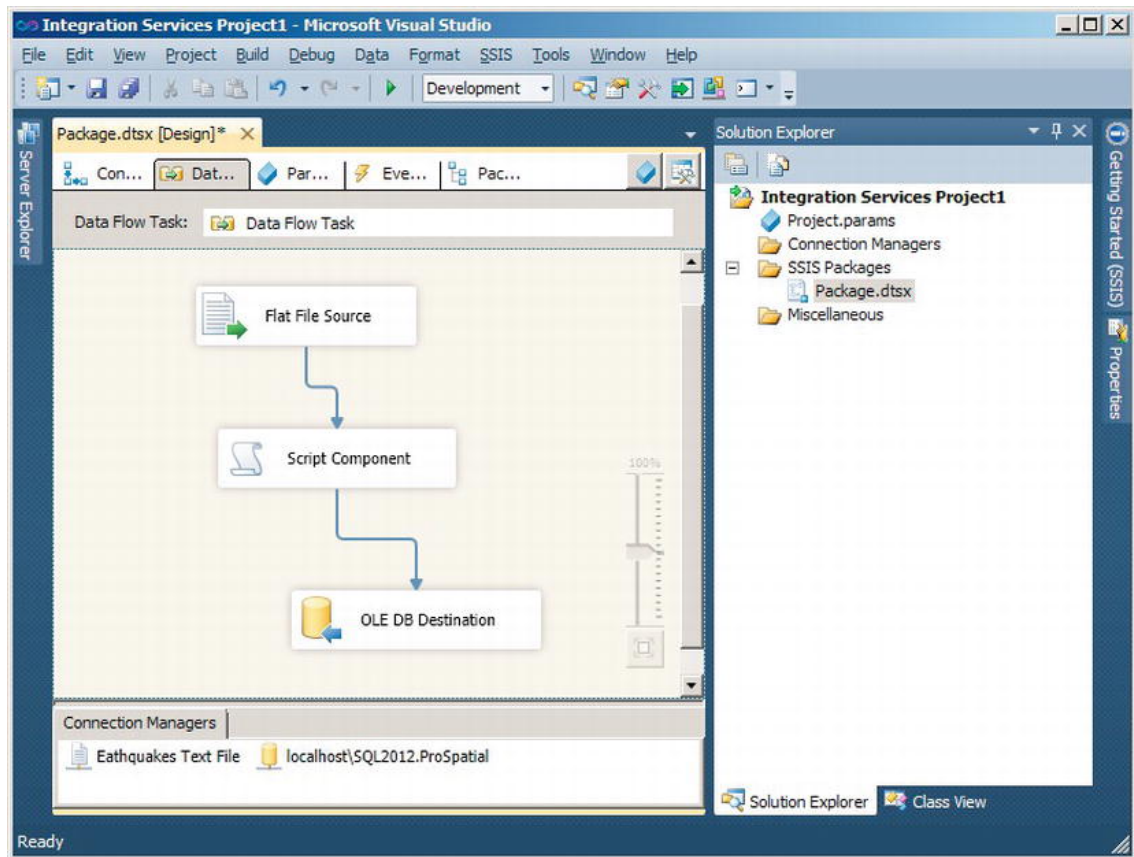 Integration Services Project1 - Microsoft Visual Studio
File Edit View Project Build Debug Data Format SSIS Tools Window Help
Development
Server Explorer
Package.dtsx [Design]*
Con... Dat... Par... Eve... Pac...
Data Flow Task: Data Flow Task
Flat File Source
Script Component
100%
OLE DB Destination
Connection Managers
Eathquakes Text File localhost\SQL2012.ProSpatial
Solution Explorer
Integration Services Project1
Project.params
Connection Managers
SSIS Packages
Package.dtsx
Miscellaneous
Solution Explorer Class View
Getting Started (SSIS)
Properties
Ready